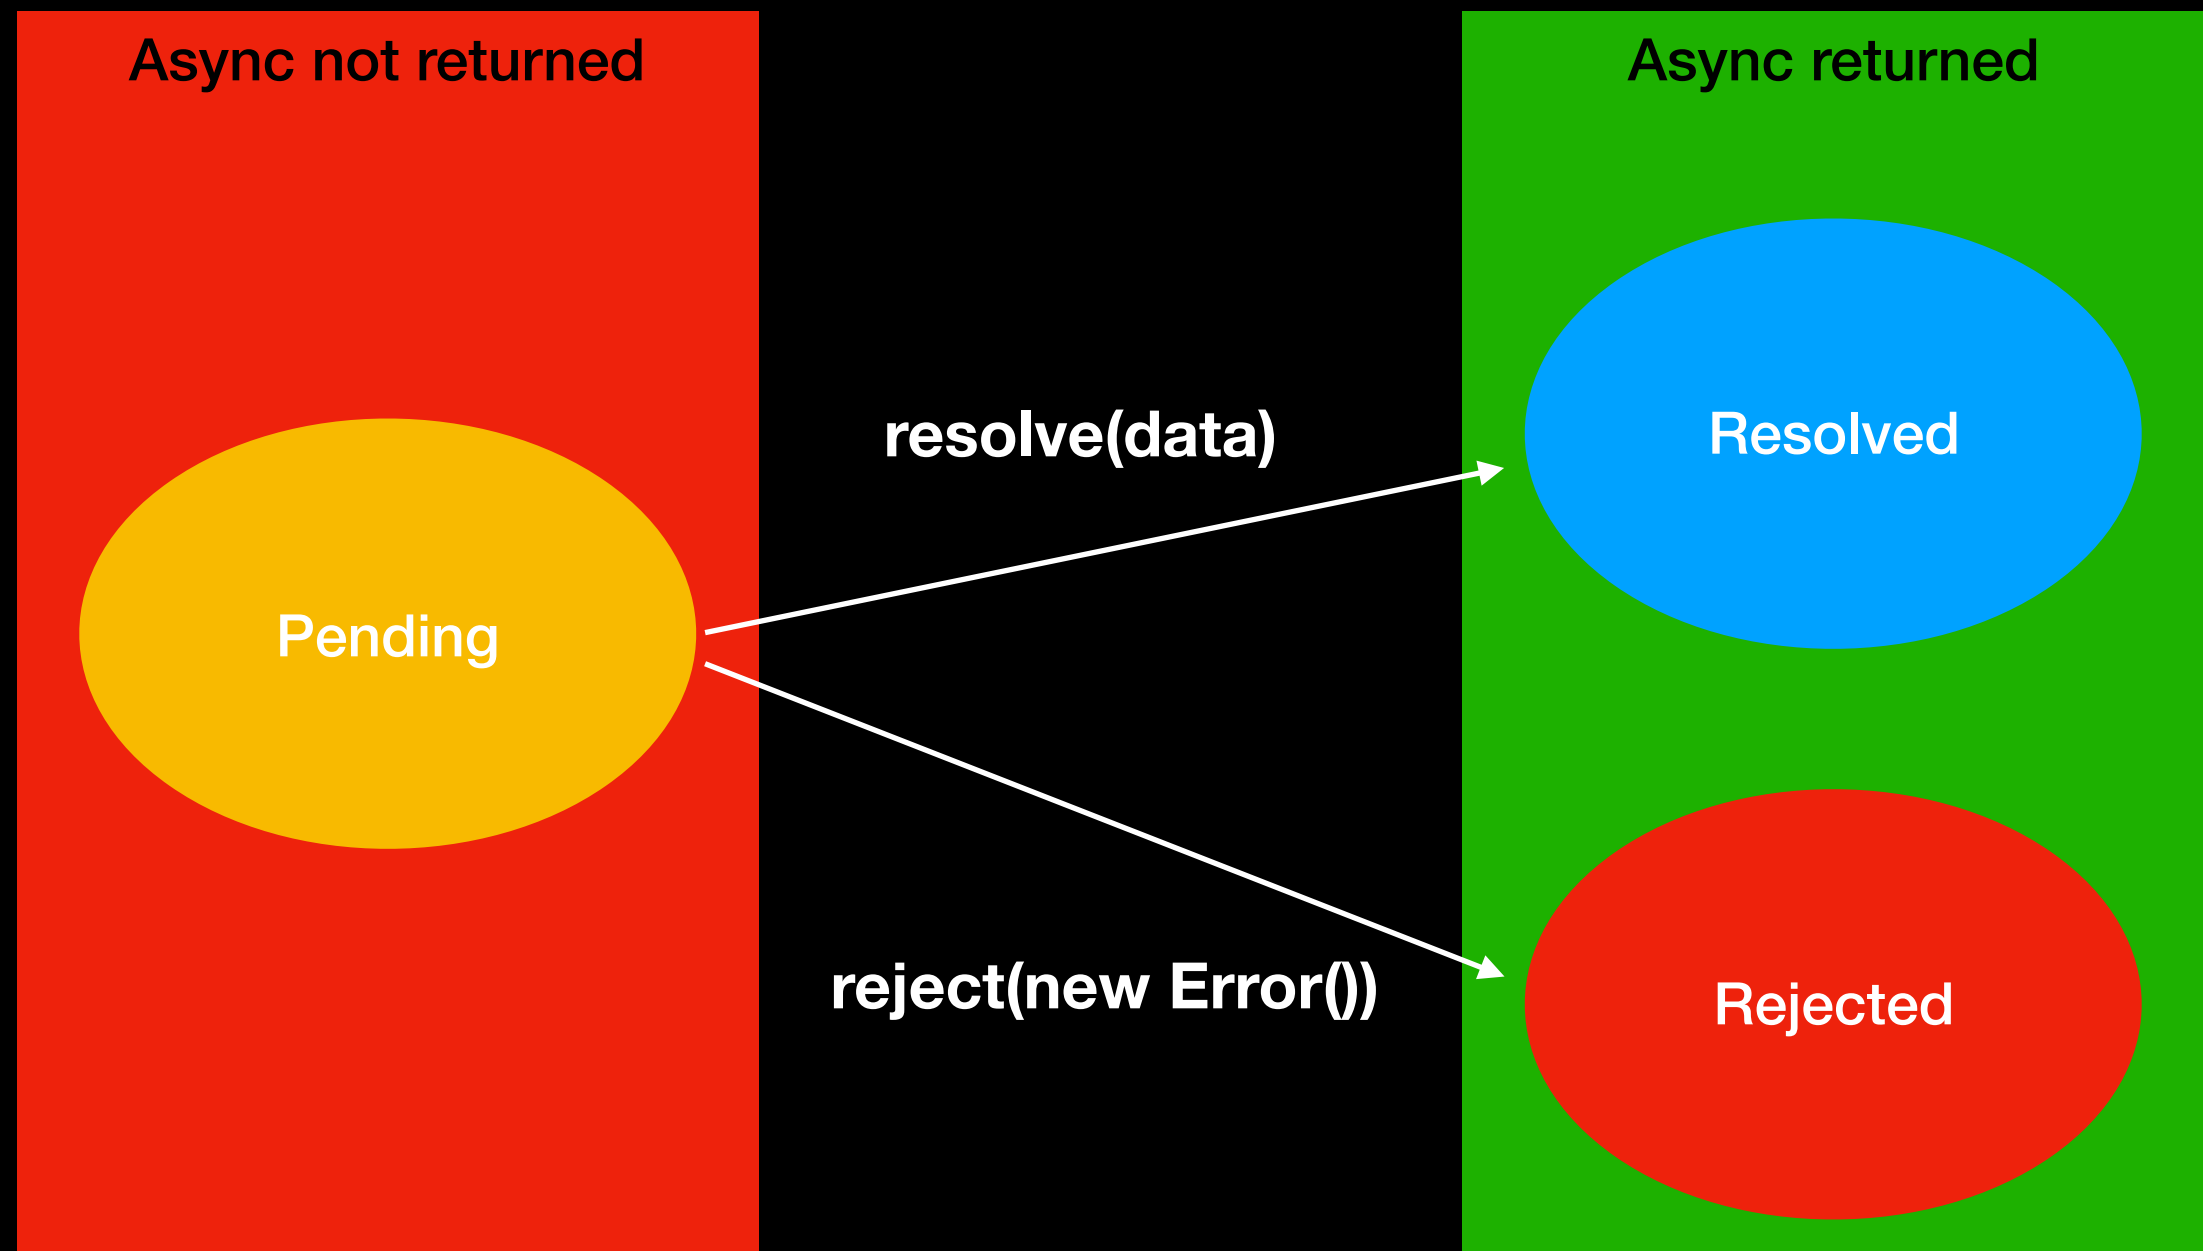 Async not returned
Async returned
resolve(data)
Resolved
Pending
reject(new Error())
Rejected